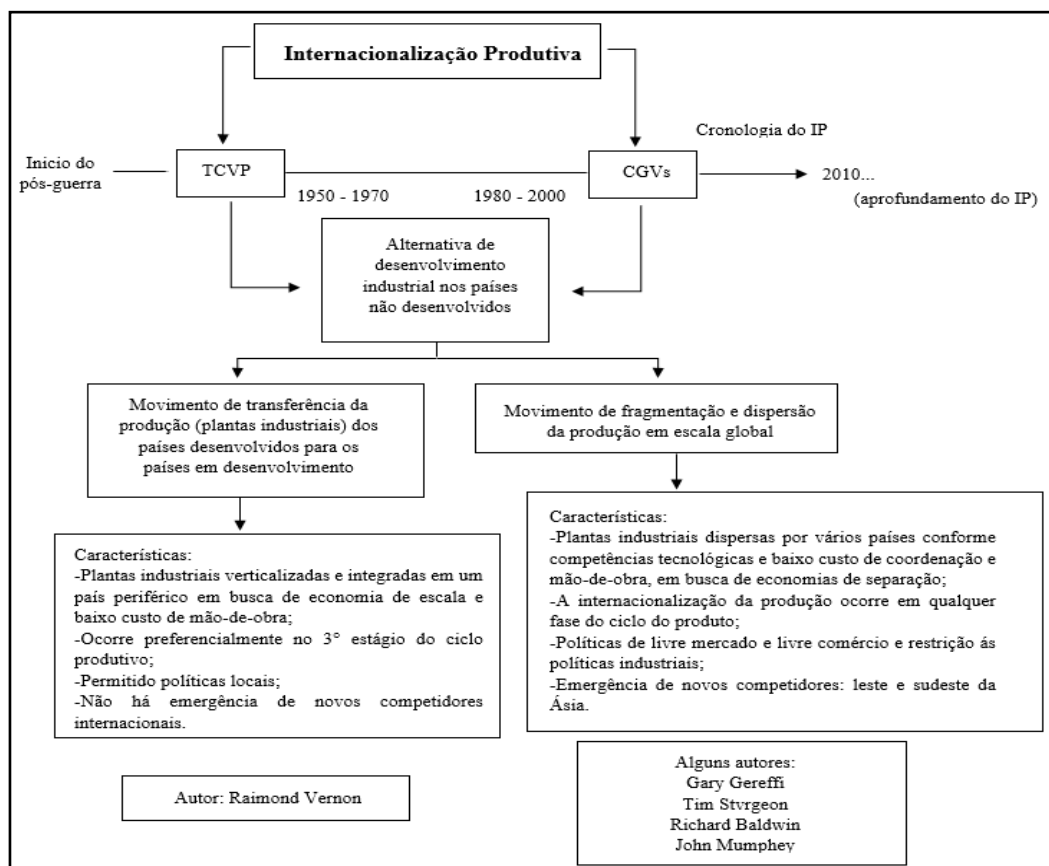 Internacionalização Produtiva
Cronologia do IP
Inicio do
pós-guerra
TCVP
CGVs
2010...
1950 - 1970
1980 - 2000
(aprofundamento do IP)
Alternativa de
desenvolvimento
industrial nos países
não desenvolvidos
Movimento de transferência da
produção (plantas industriais) dos
países desenvolvidos para os
países em desenvolvimento
Movimento de fragmentação e dispersão
da produção em escala global
Características:
-Plantas industriais verticalizadas e integradas em um
país periférico em busca de economia de escala e
baixo custo de mão-de-obra;
-Ocorre preferencialmente no 3° estágio do ciclo
produtivo;
-Permitido políticas locais;
-Não há emergência de novos competidores
internacionais.
Características:
-Plantas industriais dispersas por vários países conforme
competências tecnológicas e baixo custo de coordenação e
mão-de-obra, em busca de economias de separação;
-A internacionalização da produção ocorre em qualquer
fase do ciclo do produto;
-Políticas de livre mercado e livre comércio e restrição ás
políticas industriais;
-Emergência de novos competidores: leste e sudeste da
Ásia.
Autor: Raimond Vernon
Alguns autores:
Gary Gereffi
Tim Stvrgeon
Richard Baldwin
John Mumphey